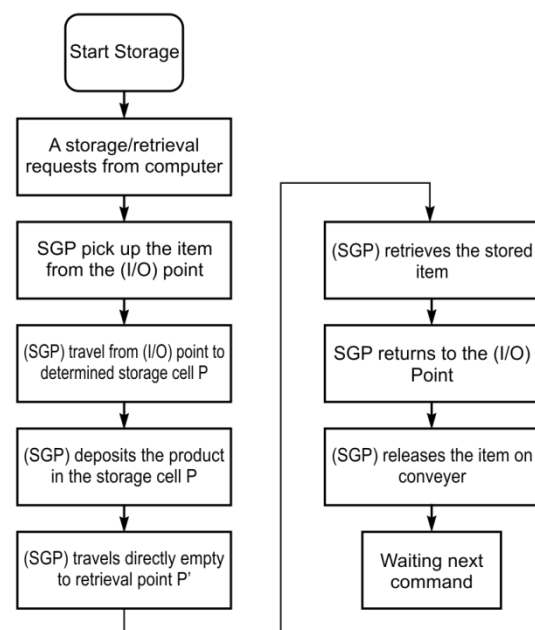 Start Storage
A storage/retrieval
requests from computer
SGP pick up the item
from the (I/O) point
(SGP) travel from (I/O) point to
determined storage cell P
(SGP) deposits the product
in the storage cell P
(SGP) travels directly empty
to retrieval point P'
(SGP) retrieves the stored
item
SGP returns to the (I/O)
Point
(SGP) releases the item on
conveyer
Waiting next
command